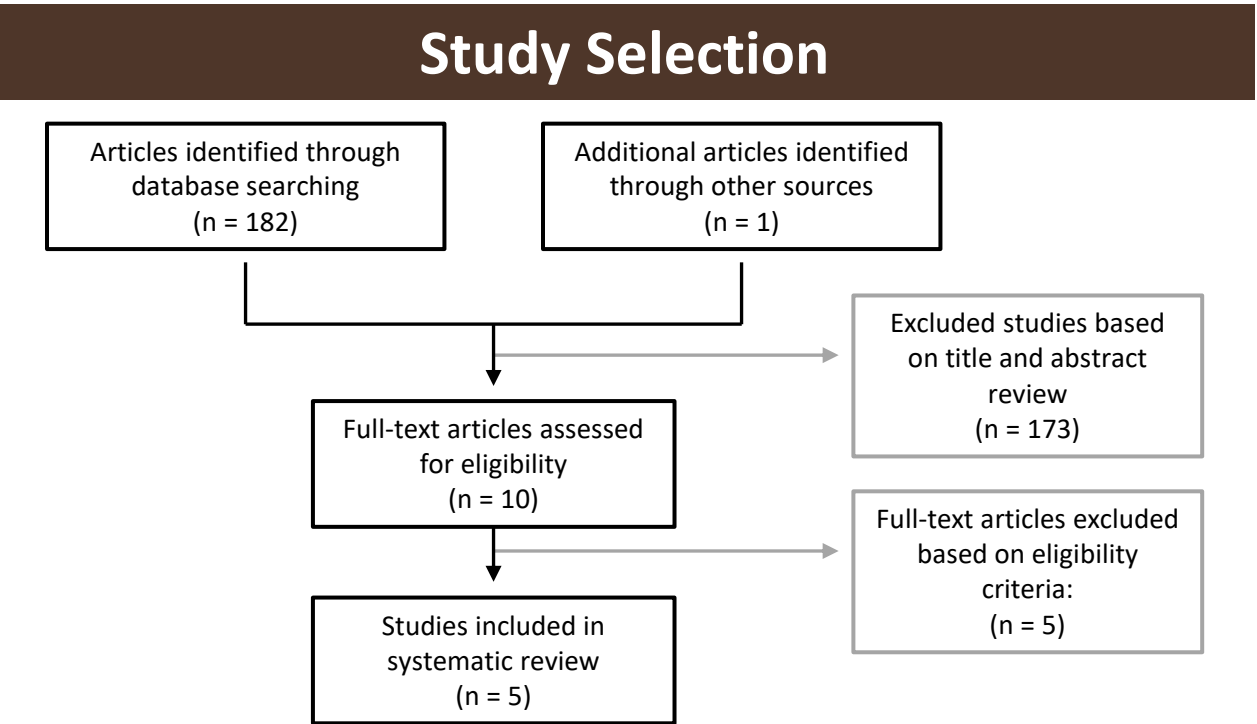 Study Selection
Articles identified through
database searching
(n = 182)
Additional articles identified
through other sources
(n = 1)
Excluded studies based
on title and abstract
review
(n = 173)
Full-text articles assessed
for eligibility
(n = 10)
Full-text articles excluded
based on eligibility
criteria:
(n = 5)
Studies included in
systematic review
(n = 5)